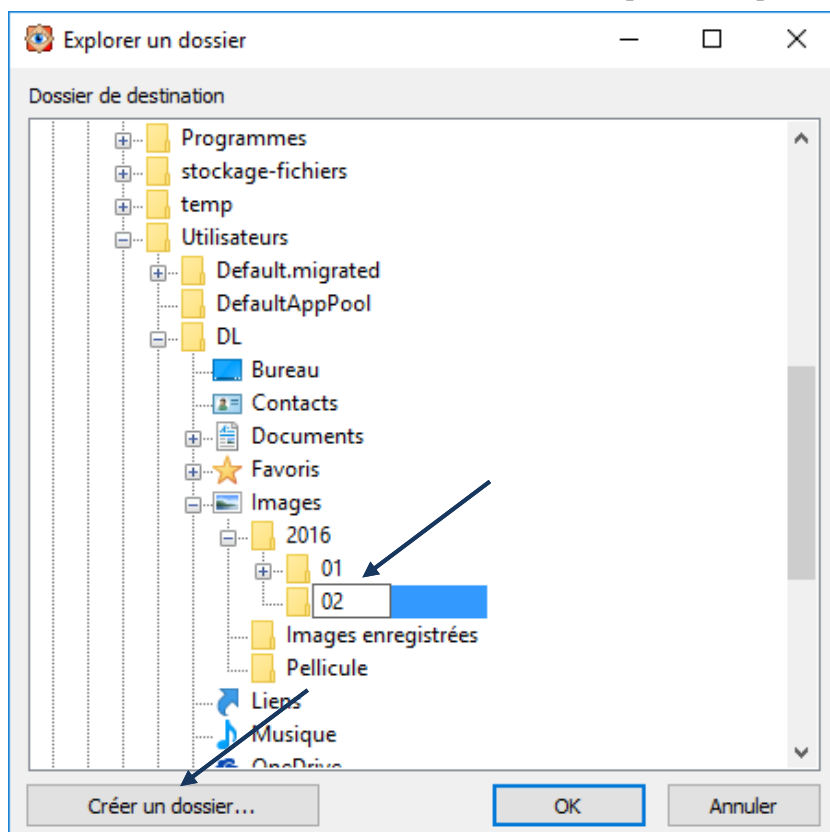 Explorer un dossier
Dossier de destination
Programmes
stockage-fichiers
temp
Utilisateurs
Default.migrated
DefaultAppPool
DL
Bureau
Contacts
Documents
Favoris
Images
2016
01
02
Images enregistrées
Pellicule
Liens
Musique
OneDrive
Créer un dossier... OK Annuler